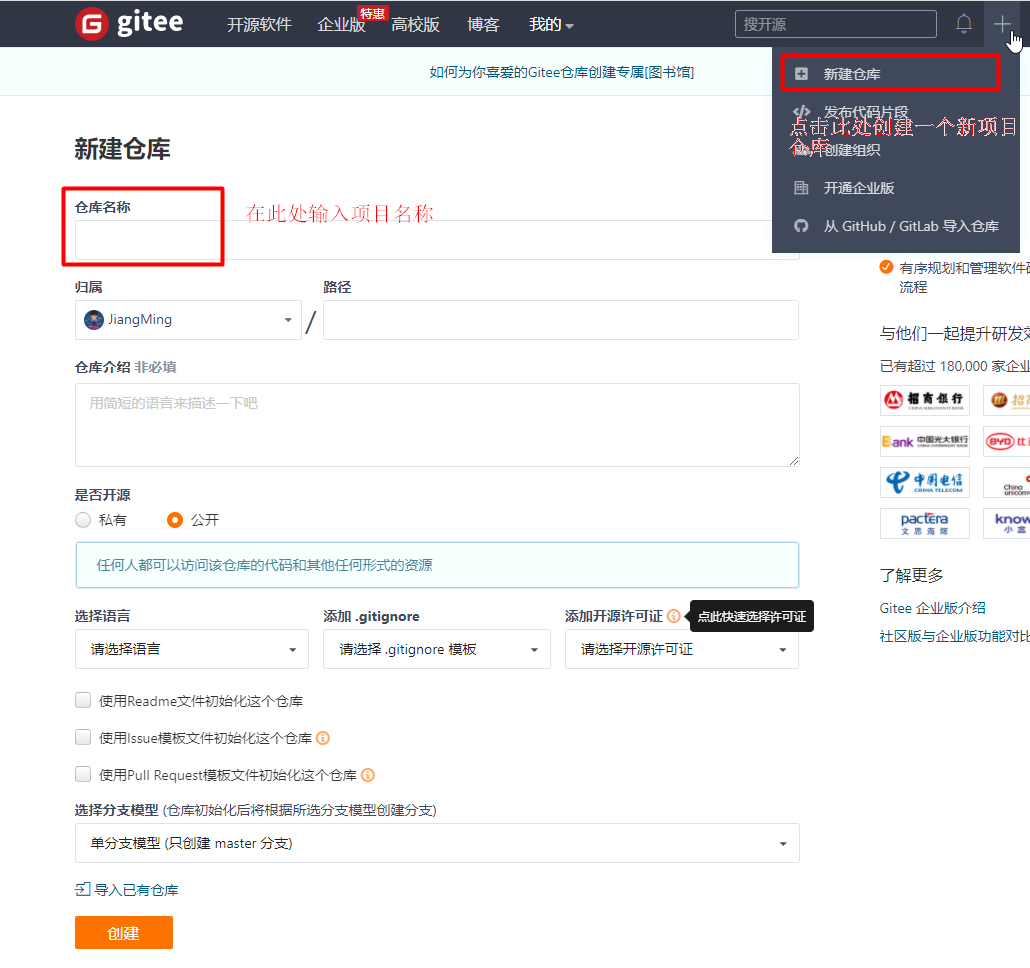 gitee
开源软件 企业版 特惠 高校版 博客 我的 搜开源
如何为你喜爱的Gitee仓库创建专属[图书馆]
新建仓库
发布代码片段
点击此处创建一个新项目
仓库
创建组织
开通企业版
从 GitHub / GitLab 导入仓库
新建仓库
仓库名称
在此处输入项目名称
归属 路径
JiangMing /
仓库介绍 非必填
用简短的语言来描述一下吧
是否开源
私有 公开
任何人都可以访问该仓库的代码和其他任何形式的资源
选择语言 添加 .gitignore 添加开源许可证 点此快速选择许可证
请选择语言 请选择 .gitignore 模板 请选择开源许可证
使用Readme文件初始化这个仓库
使用Issue模板文件初始化这个仓库
使用Pull Request模板文件初始化这个仓库
选择分支模型 (仓库初始化后将根据所选分支模型创建分支)
单分支模型 (只创建 master 分支)
导入已有仓库
创建
有序规划和管理软件研
流程
与他们一起提升研发效
已有超过 180,000 家企业
招商银行 招
CHINA MERCHANTS BANK
Bank 中国光大银行 BYD 比
CHINA EVERBRIGHT BANK
中国电信 China
CHINA TELECOM unicom
pactera know
文思海辉 小盒
了解更多
Gitee 企业版介绍
社区版与企业版功能对比